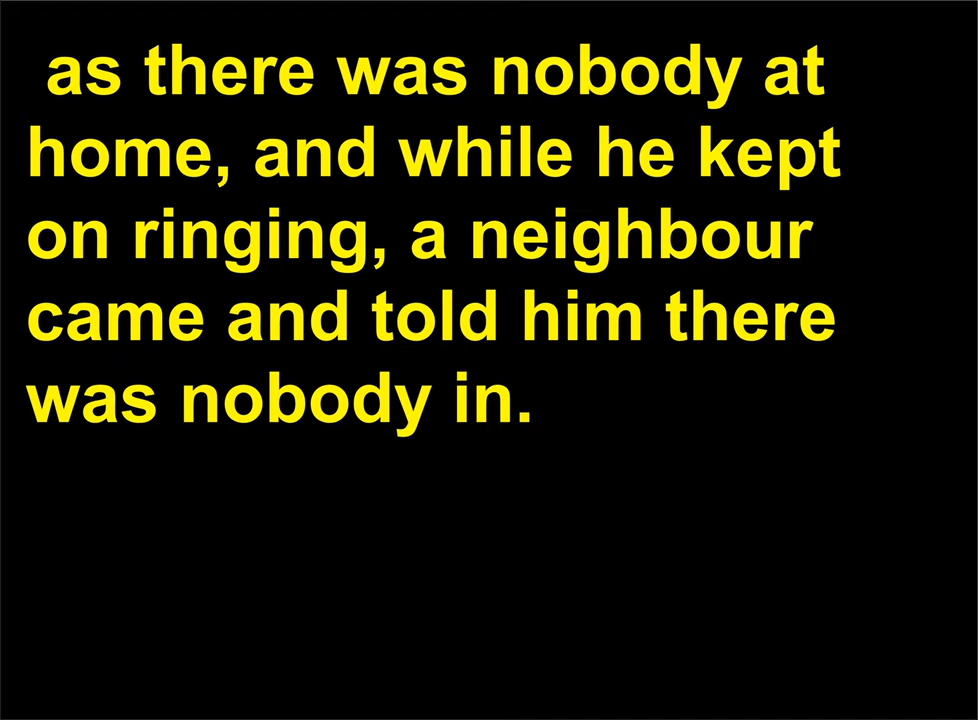 as there was nobody at
home, and while he kept
on ringing, a neighbour
came and told him there
was nobody in.